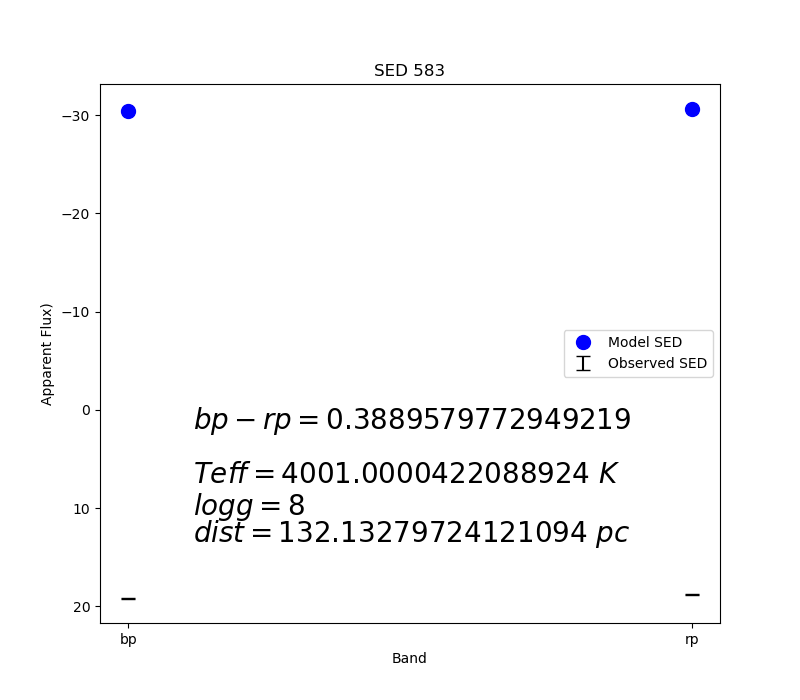 SED 583
Apparent Flux)
−30
−20
−10
0
10
20
Model SED
Observed SED
bp − rp = 0.3889579772949219
Teff = 4001.0000422088924 K
logg = 8
dist = 132.13279724121094 pc
bp
rp
Band